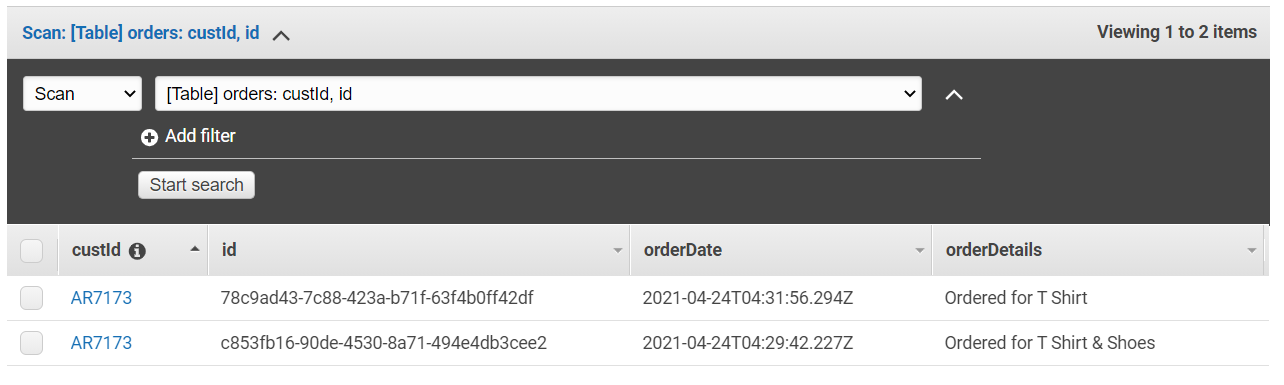 Scan: [Table] orders: custId, id Viewing 1 to 2 items
Scan [Table] orders: custId, id
Add filter
Start search
custId id orderDate orderDetails
AR7173 78c9ad43-7c88-423a-b71f-63f4b0ff42df 2021-04-24T04:31:56.294Z Ordered for T Shirt
AR7173 c853fb16-90de-4530-8a71-494e4db3cee2 2021-04-24T04:29:42.227Z Ordered for T Shirt & Shoes